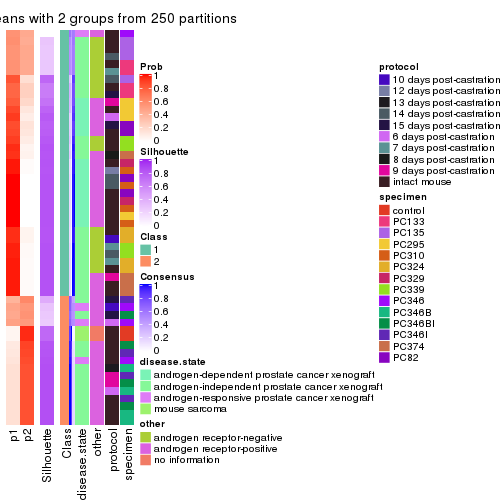 eans with 2 groups from 250 partitions
Prob
1
0.8
0.6
0.4
0.2
0
Silhouette
1
0.8
0.6
0.4
0.2
0
Class
1
2
Consensus
1
0.8
0.6
0.4
0.2
0
disease.state
androgen-dependent prostate cancer xenograft
androgen-independent prostate cancer xenograft
androgen-responsive prostate cancer xenograft
mouse sarcoma
other
androgen receptor-negative
androgen receptor-positive
no information
protocol
10 days post-castration
12 days post-castration
13 days post-castration
14 days post-castration
15 days post-castration
6 days post-castration
7 days post-castration
8 days post-castration
9 days post-castration
intact mouse
specimen
control
PC133
PC135
PC295
PC310
PC324
PC329
PC339
PC346
PC346B
PC346BI
PC346I
PC374
PC82
p1
p2
Silhouette
Class
disease.state
other
protocol
specimen